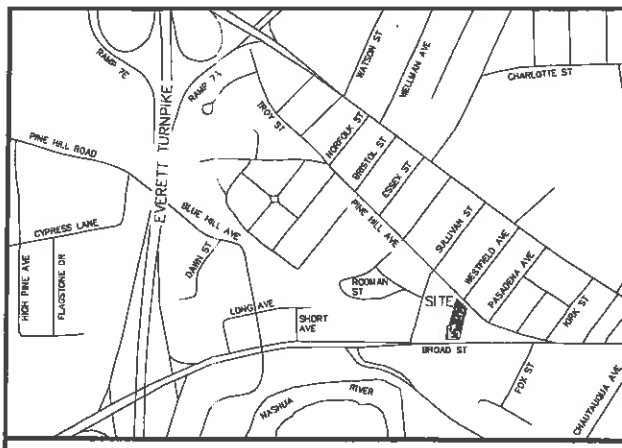 RAMP 7E
EVERETT TURNPIKE
RAMP 7
TROY ST
WATSON ST
WELLMAN AVE
CHARLOTTE ST
PINE HILL ROAD
NORFOLK ST
BRISTOL ST
ESSEX ST
CYPRESS LANE
BLUE HILL AVE
PINE HILL AVE
HIGH PINE AVE
FLAGSTONE DR
DAWN ST
SULLIVAN ST
WESTFIELD AVE
PASADENA AVE
RODMAN
ST
LONG AVE
SHORT
AVE
SITE
KIRK ST
BROAD ST
FOX ST
NASHUA
RIVER
CHAUTAUQUA AVE